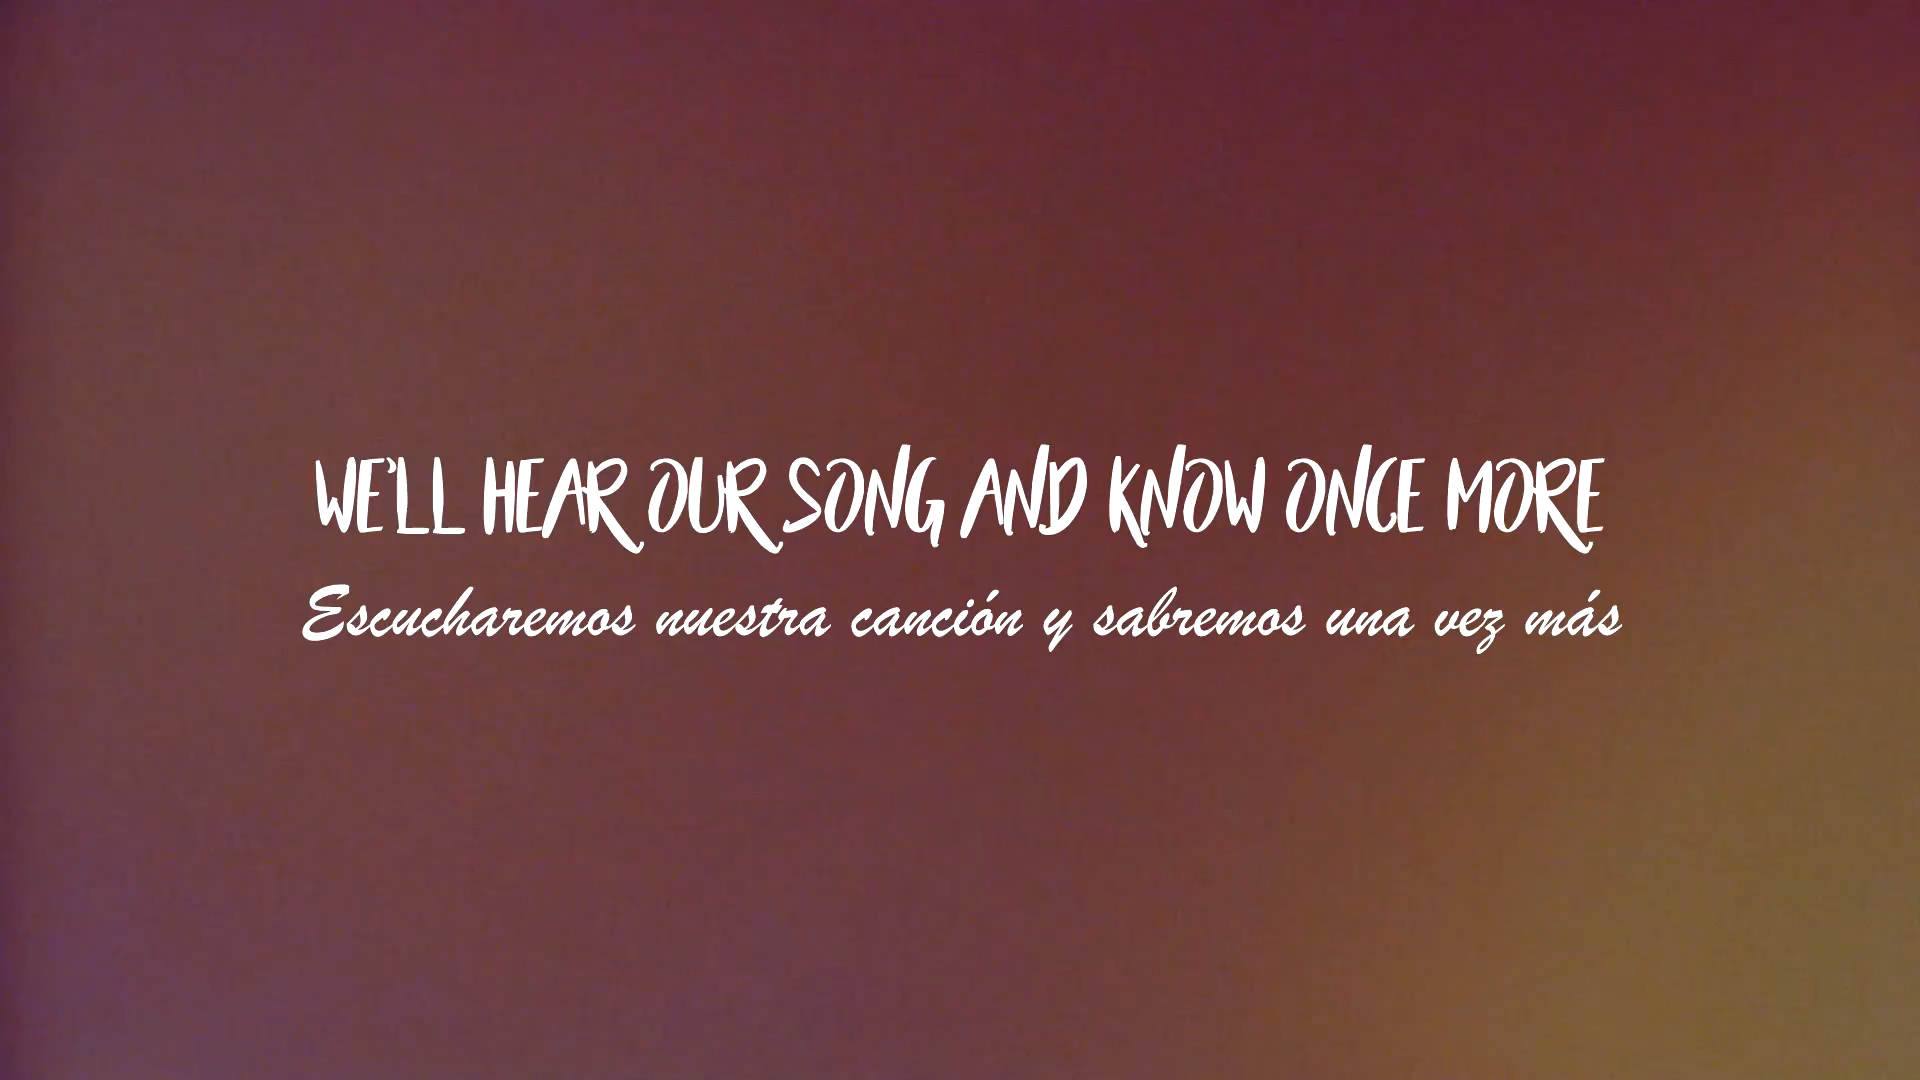 WE'LL HEAR OUR SONG AND KNOW ONCE MORE
Escucharemos nuestra canción y sabremos una vez más